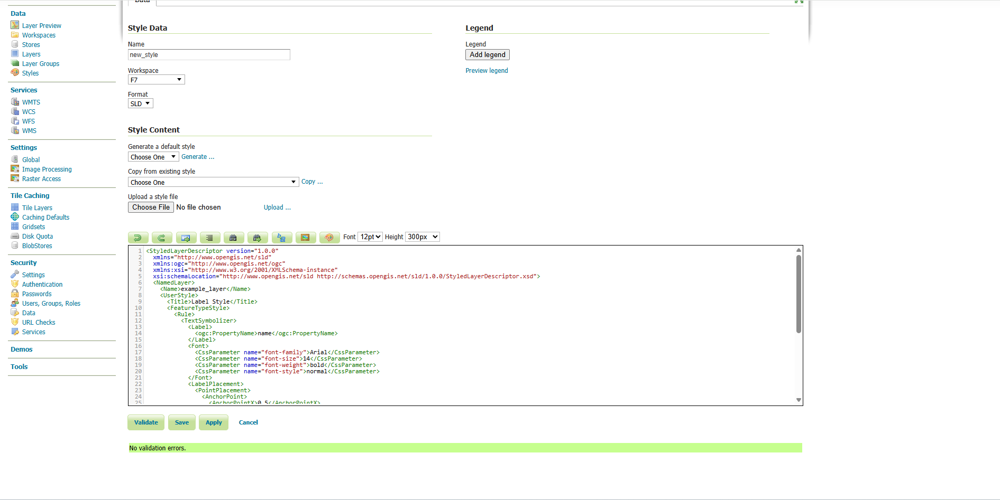 Data
Layer Preview
Workspaces
Stores
Layers
Layer Groups
Styles
Services
WMTS
WCS
WFS
WMS
Settings
Global
Image Processing
Raster Access
Tile Caching
Tile Layers
Caching Defaults
Gridsets
Disk Quota
BlobStores
Security
Settings
Authentication
Passwords
Users, Groups, Roles
Data
URL Checks
Services
Demos
Tools
Data
Style Data
Name
new_style
Workspace
F7
Format
SLD
Legend
Legend
Add legend
Preview legend
Style Content
Generate a default style
Choose One Generate ...
Copy from existing style
Choose One Copy ...
Upload a style file
Choose File No file chosen Upload ...
Font 12pt Height 300px
1 <StyledLayerDescriptor version="1.0.0"
2 xmlns="http://www.opengis.net/sld"
3 xmlns:ogc="http://www.opengis.net/ogc"
4 xmlns:xsi="http://www.w3.org/2001/XMLSchema-instance"
5 xsi:schemaLocation="http://www.opengis.net/sld http://schemas.opengis.net/sld/1.0.0/StyledLayerDescriptor.xsd">
6 <NamedLayer>
7 <Name>example_layer</Name>
8 <UserStyle>
9 <Title>Label Style</Title>
10 <FeatureTypeStyle>
11 <Rule>
12 <TextSymbolizer>
13 <Label>
14 <ogc:PropertyName>name</ogc:PropertyName>
15 </Label>
16 <Font>
17 <CssParameter name="font-family">Arial</CssParameter>
18 <CssParameter name="font-size">14</CssParameter>
19 <CssParameter name="font-weight">bold</CssParameter>
20 <CssParameter name="font-style">normal</CssParameter>
21 </Font>
22 <LabelPlacement>
23 <PointPlacement>
24 <AnchorPoint>
25 <AnchorPointX>0.5</AnchorPointX>
Validate Save Apply Cancel
No validation errors.